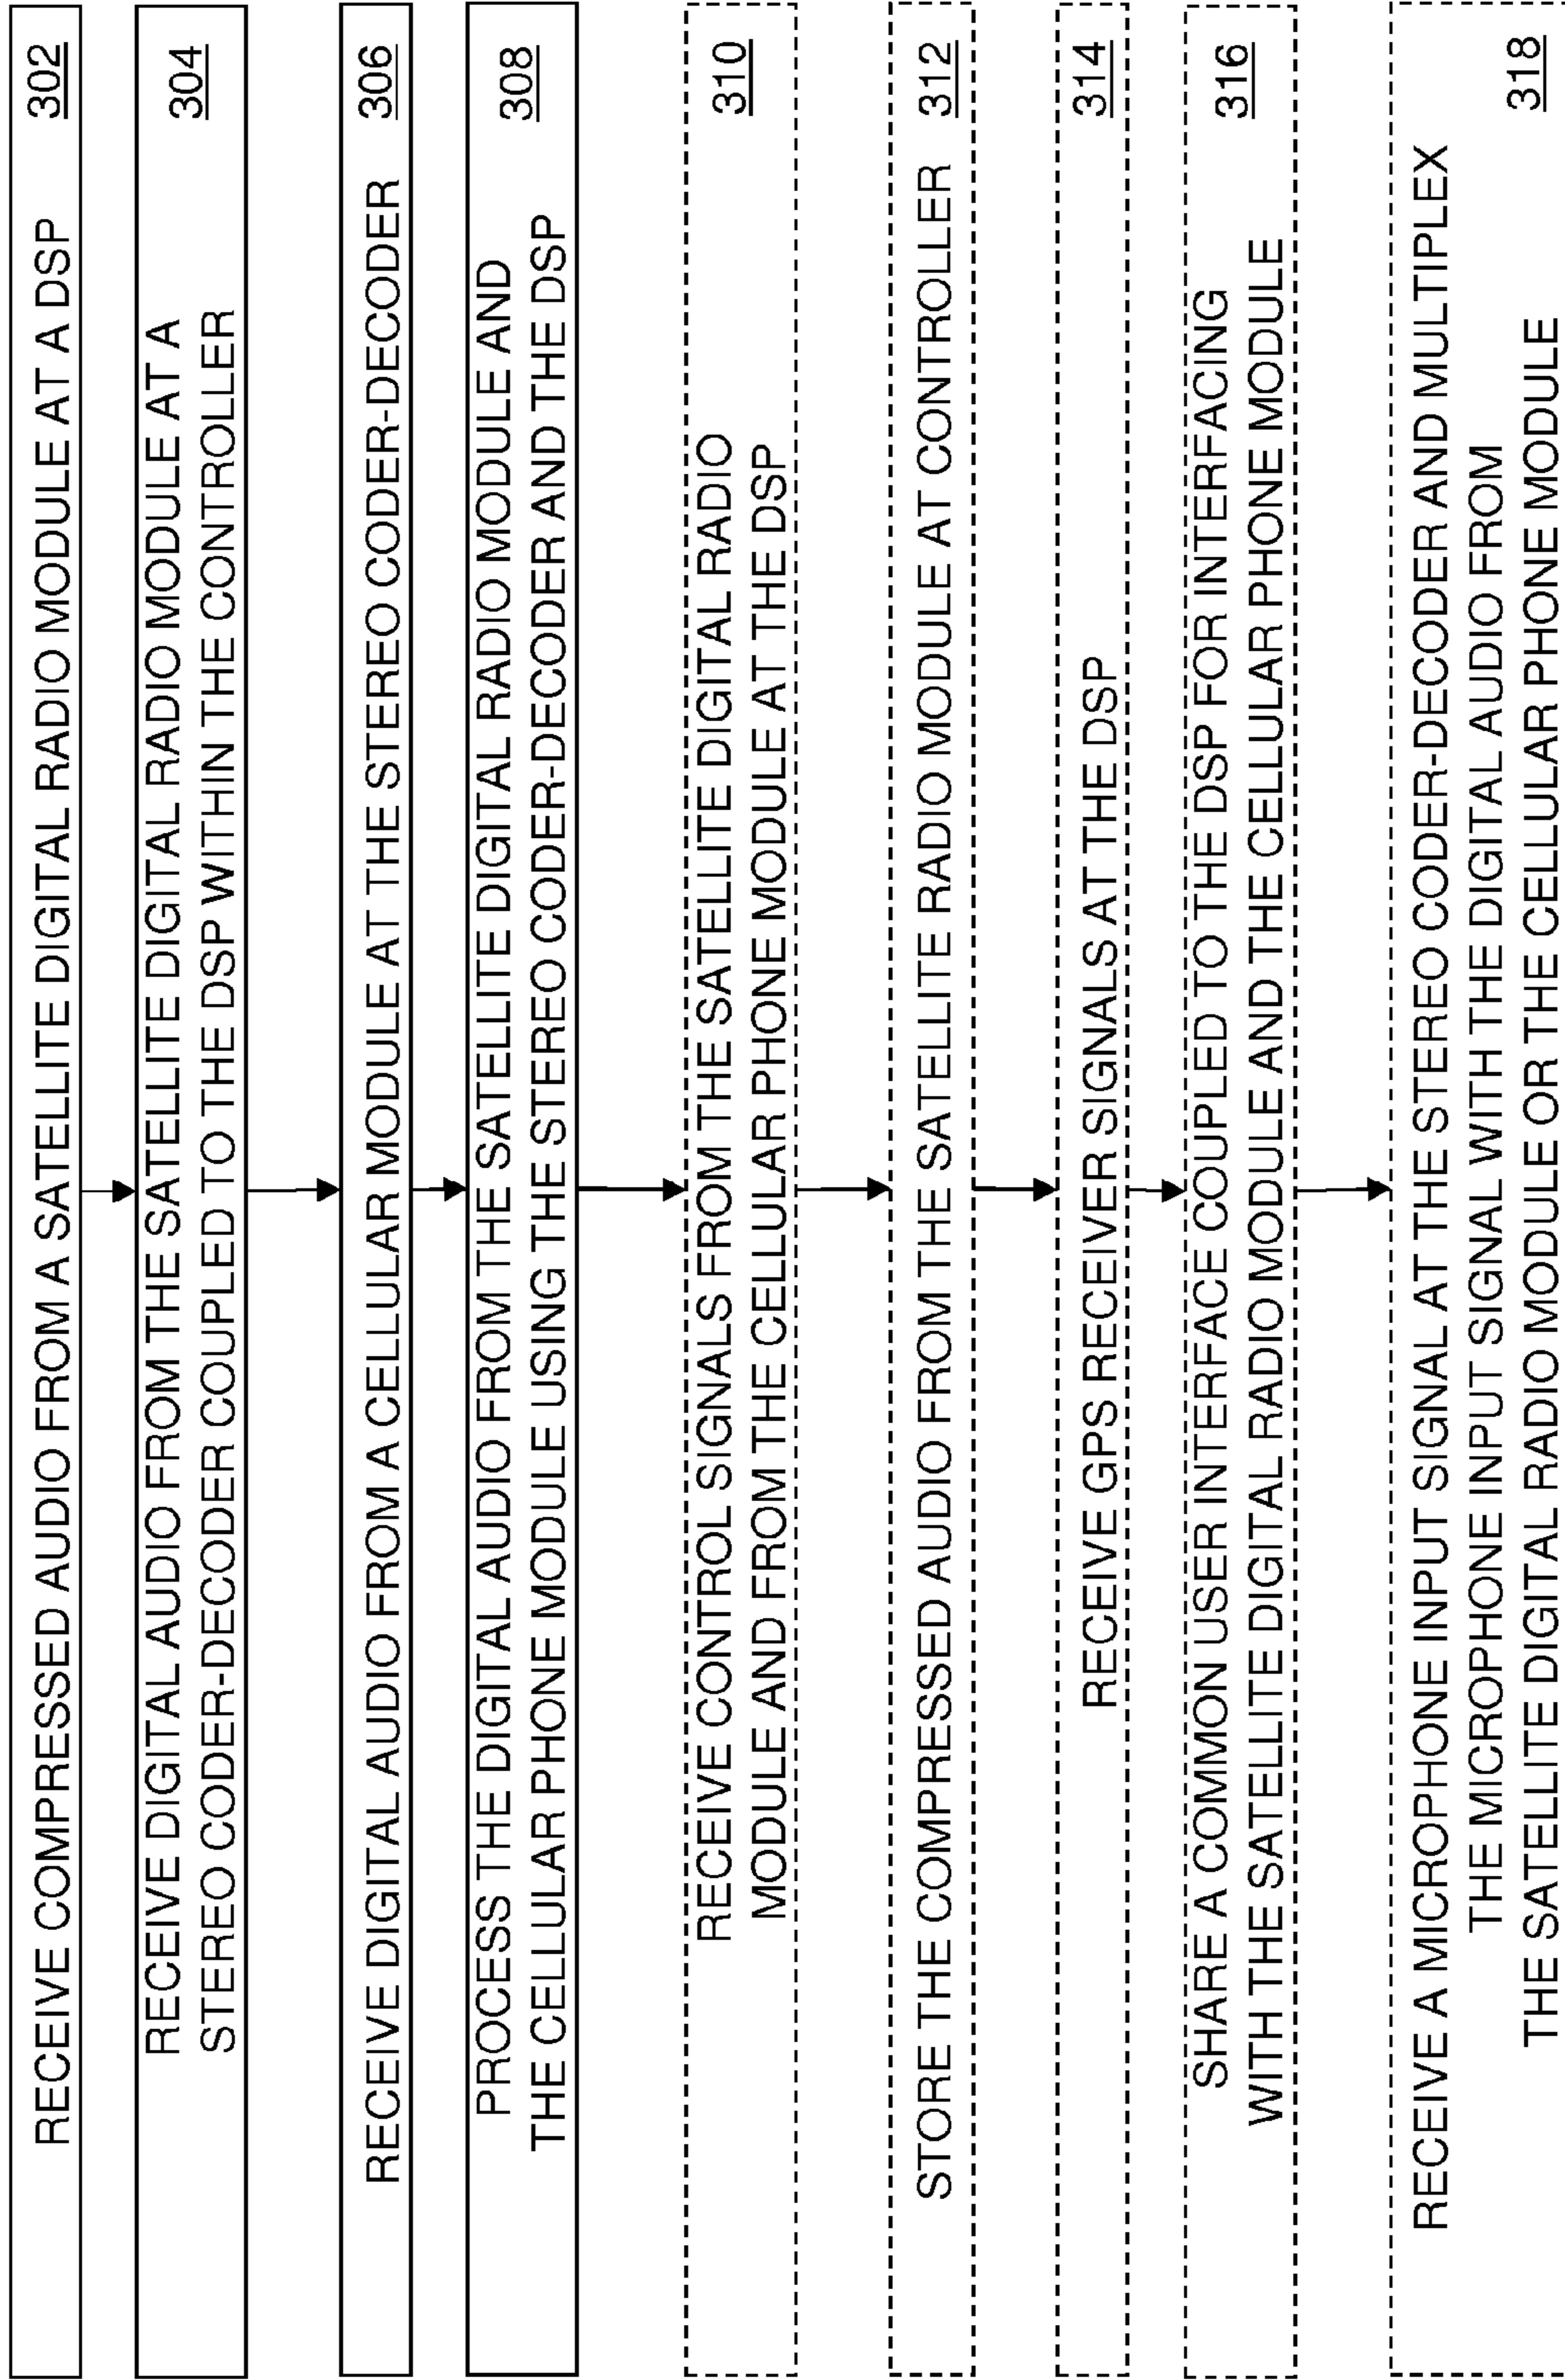 RECEIVE COMPRESSED AUDIO FROM A SATELLITE DIGITAL RADIO MODULE AT A DSP 302
RECEIVE DIGITAL AUDIO FROM THE SATELLITE DIGITAL RADIO MODULE AT A
STEREO CODER-DECODER COUPLED TO THE DSP WITHIN THE CONTROLLER
304
RECEIVE DIGITAL AUDIO FROM A CELLULAR MODULE AT THE STEREO CODER-DECODER 306
PROCESS THE DIGITAL AUDIO FROM THE SATELLITE DIGITAL RADIO MODULE AND
THE CELLULAR PHONE MODULE USING THE STEREO CODER-DECODER AND THE DSP
308
RECEIVE CONTROL SIGNALS FROM THE SATELLITE DIGITAL RADIO
MODULE AND FROM THE CELLULAR PHONE MODULE AT THE DSP
310
STORE THE COMPRESSED AUDIO FROM THE SATELLITE RADIO MODULE AT CONTROLLER 312
RECEIVE GPS RECEIVER SIGNALS AT THE DSP 314
SHARE A COMMON USER INTERFACE COUPLED TO THE DSP FOR INTERFACING
WITH THE SATELLITE DIGITAL RADIO MODULE AND THE CELLULAR PHONE MODULE
316
RECEIVE A MICROPHONE INPUT SIGNAL AT THE STEREO CODER-DECODER AND MULTIPLEX
THE MICROPHONE INPUT SIGNAL WITH THE DIGITAL AUDIO FROM
THE SATELLITE DIGITAL RADIO MODULE OR THE CELLULAR PHONE MODULE
318